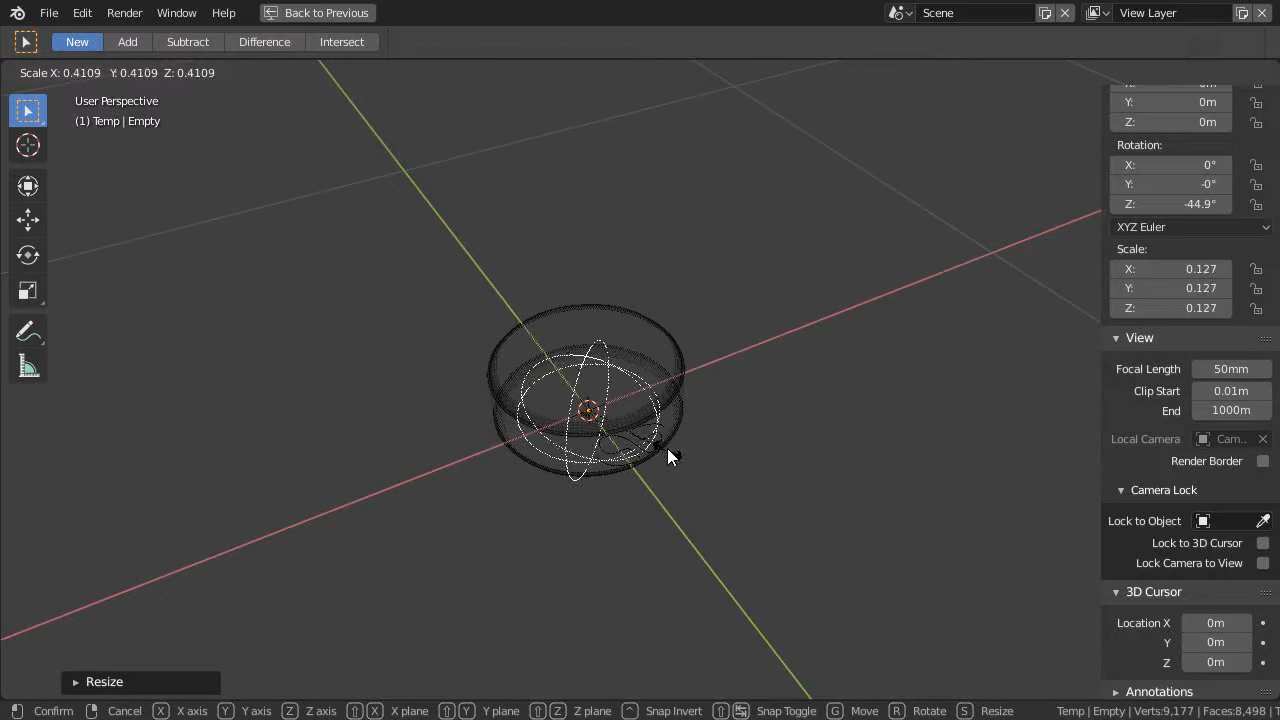 File Edit Render Window Help Back to Previous Scene View Layer
New Add Subtract Difference Intersect
Scale X: 0.4109 Y: 0.4109 Z: 0.4109
User Perspective
(1) Temp | Empty
Y: 0m
Z: 0m
Rotation:
X: 0°
Y: -0°
Z: -44.9°
XYZ Euler
Scale:
X: 0.127
Y: 0.127
Z: 0.127
View
Focal Length 50mm
Clip Start 0.01m
End 1000m
Local Camera Cam..
Render Border
Camera Lock
Lock to Object
Lock to 3D Cursor
Lock Camera to View
3D Cursor
Location X 0m
Y 0m
Z 0m
Annotations
Resize
Confirm Cancel X X axis Y Y axis Z Z axis X X plane Y Y plane Z Z plane Snap Invert Snap Toggle G Move R Rotate S Resize Temp | Empty | Verts:9,177 | Faces:8,498 |